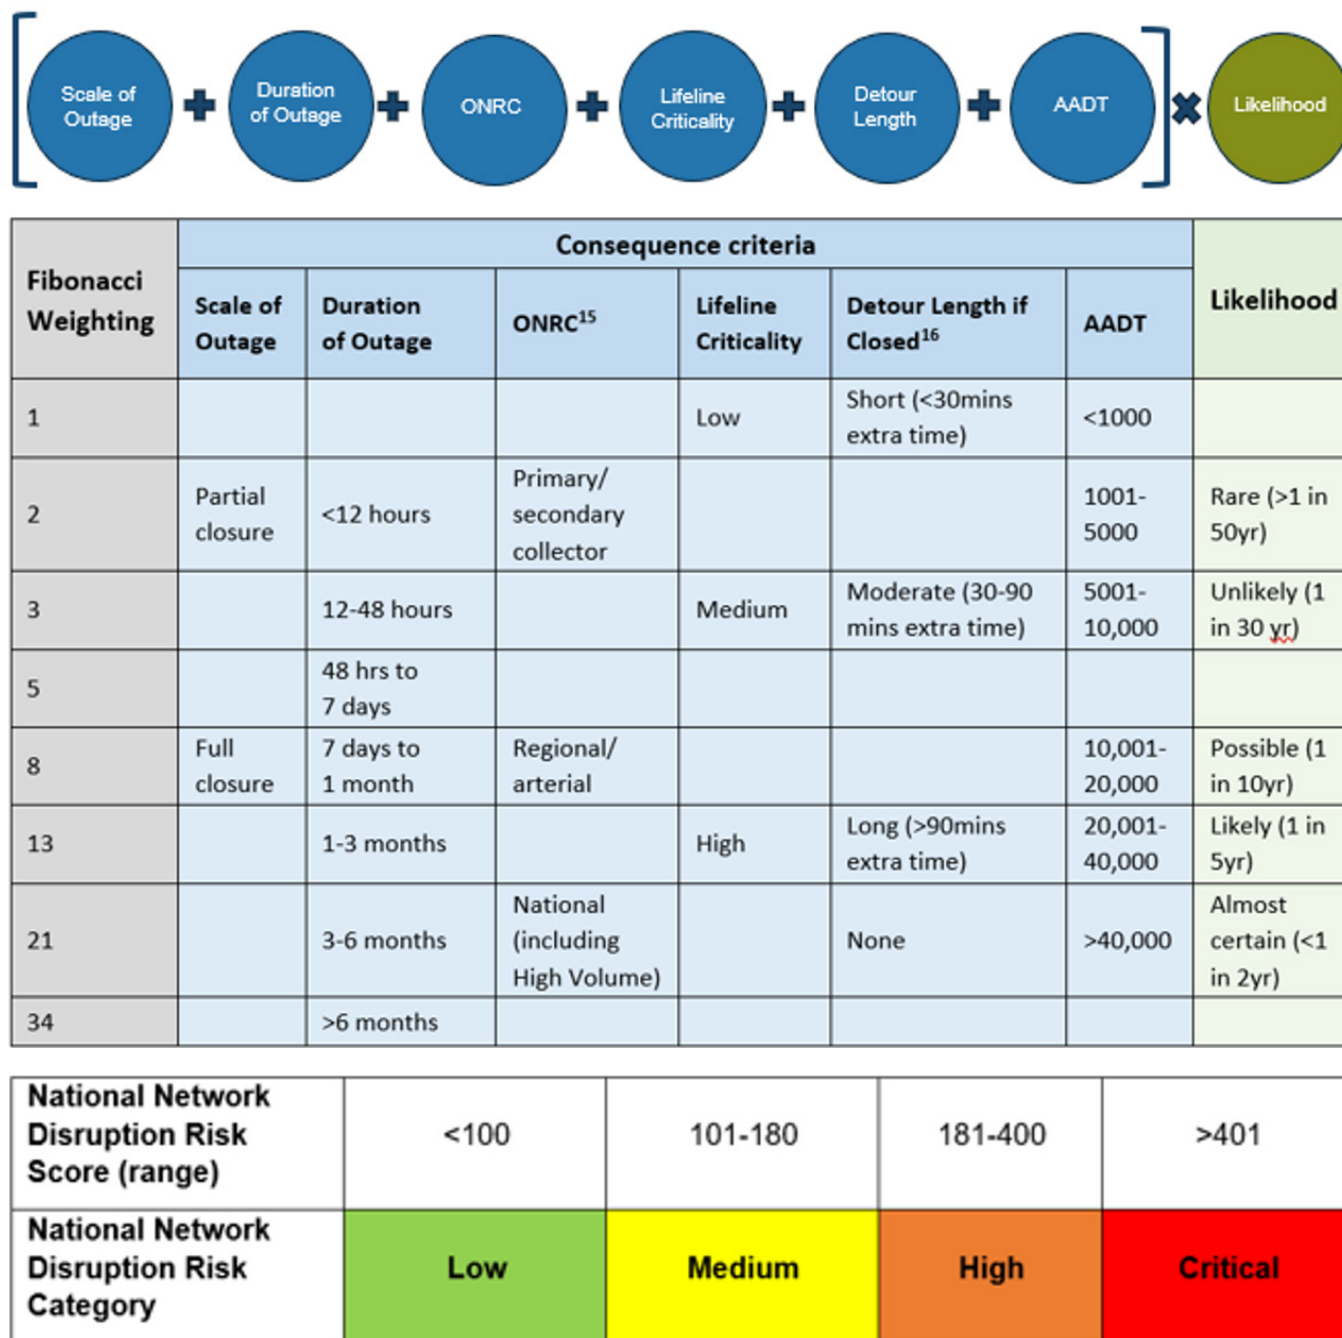 Scale of
Outage
Duration
of Outage
ONRC
Lifeline
Criticality
Detour
Length
AADT
Likelihood
Fibonacci
Weighting
Consequence criteria
Likelihood
Scale of
Outage
Duration
of Outage
ONRC15
Lifeline
Criticality
Detour Length if
Closed16
AADT
1
Low
Short (<30mins
extra time)
<1000
2
Partial
closure
<12 hours
Primary/
secondary
collector
1001-
5000
Rare (>1 in
50yr)
3
12-48 hours
Medium
Moderate (30-90
mins extra time)
5001-
10,000
Unlikely (1
in 30 yr)
5
48 hrs to
7 days
8
Full
closure
7 days to
1 month
Regional/
arterial
10,001-
20,000
Possible (1
in 10yr)
13
1-3 months
High
Long (>90mins
extra time)
20,001-
40,000
Likely (1 in
5yr)
21
3-6 months
National
(including
High Volume)
None
>40,000
Almost
certain (<1
in 2yr)
34
>6 months
National Network
Disruption Risk
Score (range)
<100
101-180
181-400
>401
National Network
Disruption Risk
Category
Low
Medium
High
Critical